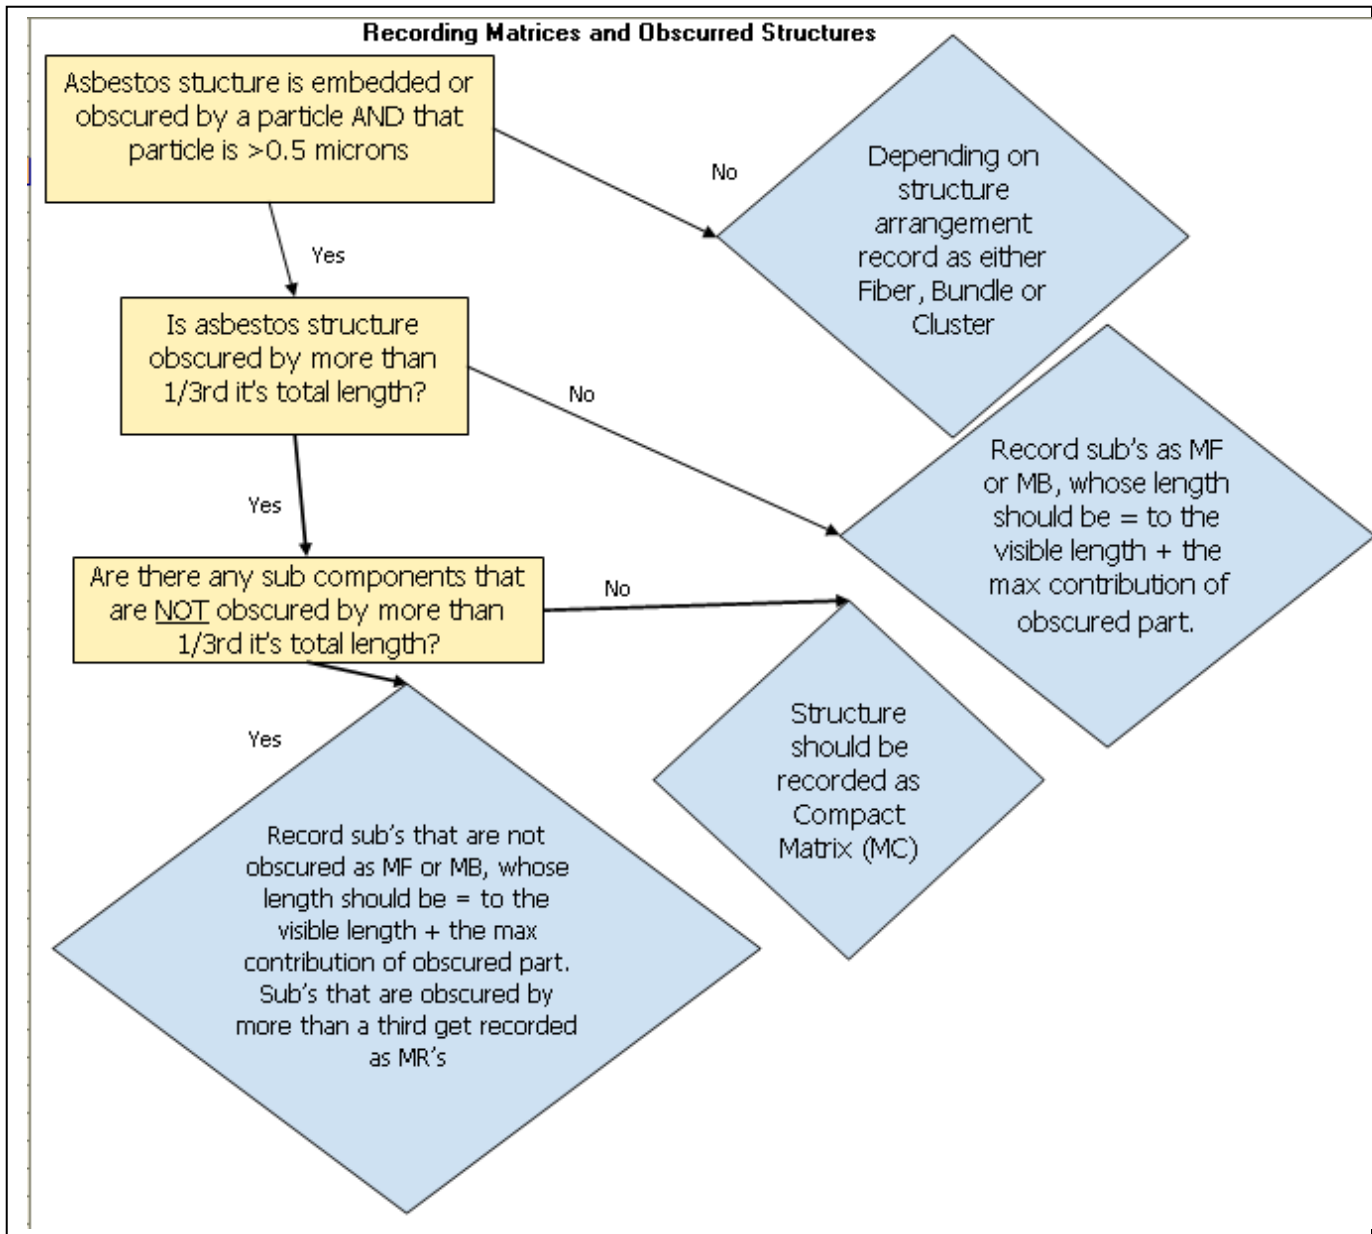 Recording Matrices and Obscurred Structures
Asbestos stucture is embedded or
obscured by a particle AND that
particle is >0.5 microns
No
Depending on
structure
arrangement
record as either
Fiber, Bundle or
Cluster
Yes
Is asbestos structure
obscured by more than
1/3rd it's total length?
No
Record sub's as MF
or MB, whose length
should be = to the
visible length + the
max contribution of
obscured part.
Yes
Are there any sub components that
are NOT obscured by more than
1/3rd it's total length?
No
Structure
should be
recorded as
Compact
Matrix (MC)
Yes
Record sub's that are not
obscured as MF or MB, whose
length should be = to the
visible length + the max
contribution of obscured part.
Sub's that are obscured by
more than a third get recorded
as MR's